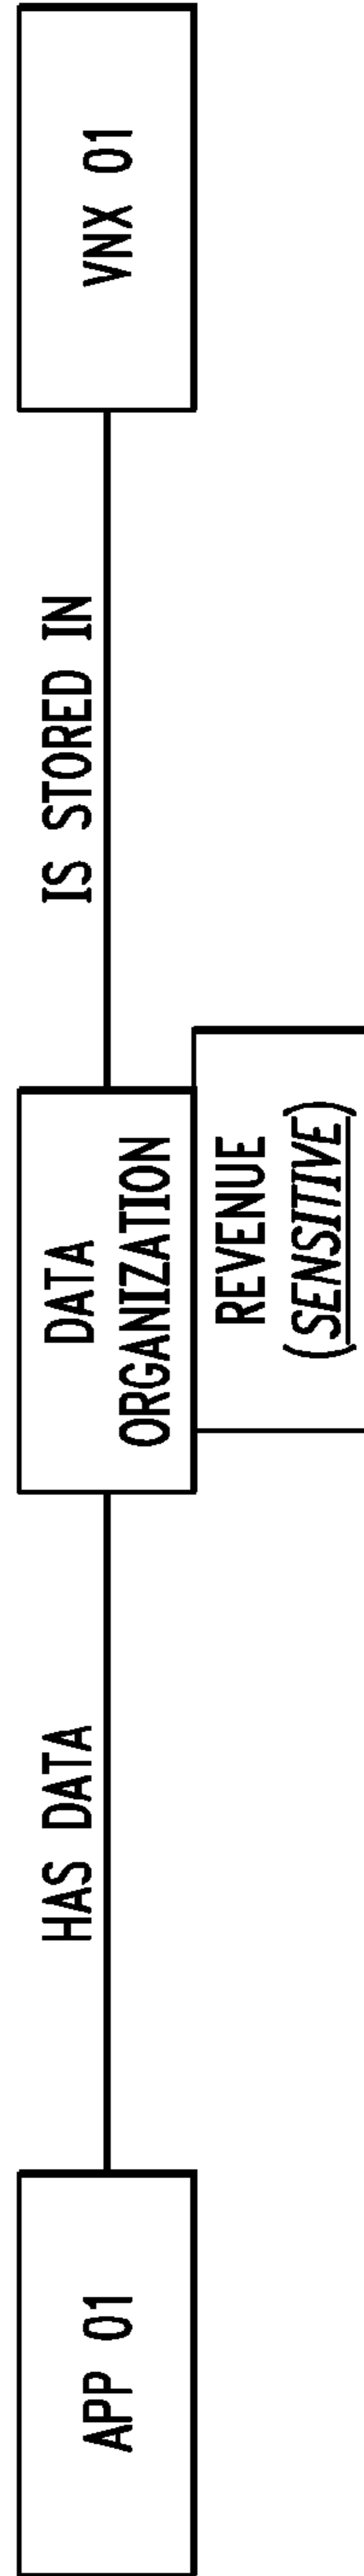 APP 01
HAS DATA
DATA
ORGANIZATION
REVENUE
(SENSITIVE)
IS STORED IN
VNX 01